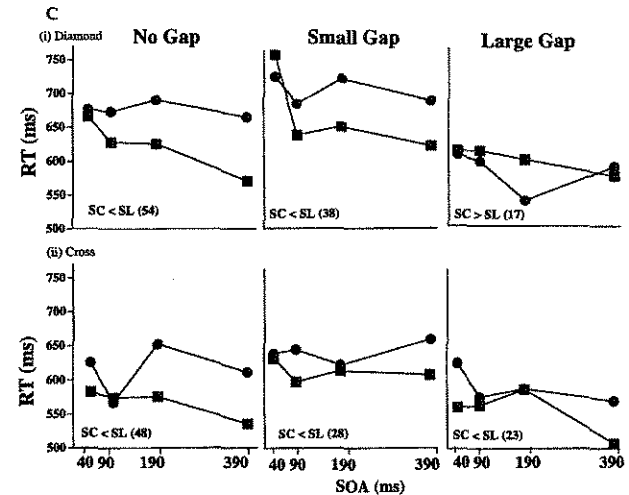 C
(i) Diamond
No Gap
Small Gap
Large Gap
750
700
650
600
550
500
RT (ms)
SC < SL (54)
SC < SL (38)
SC > SL (17)
(ii) Cross
750
700
650
600
550
500
RT (ms)
SC < SL (48)
SC < SL (28)
SC < SL (23)
40 90 190 390
40 90 190 390
40 90 190 390
SOA (ms)